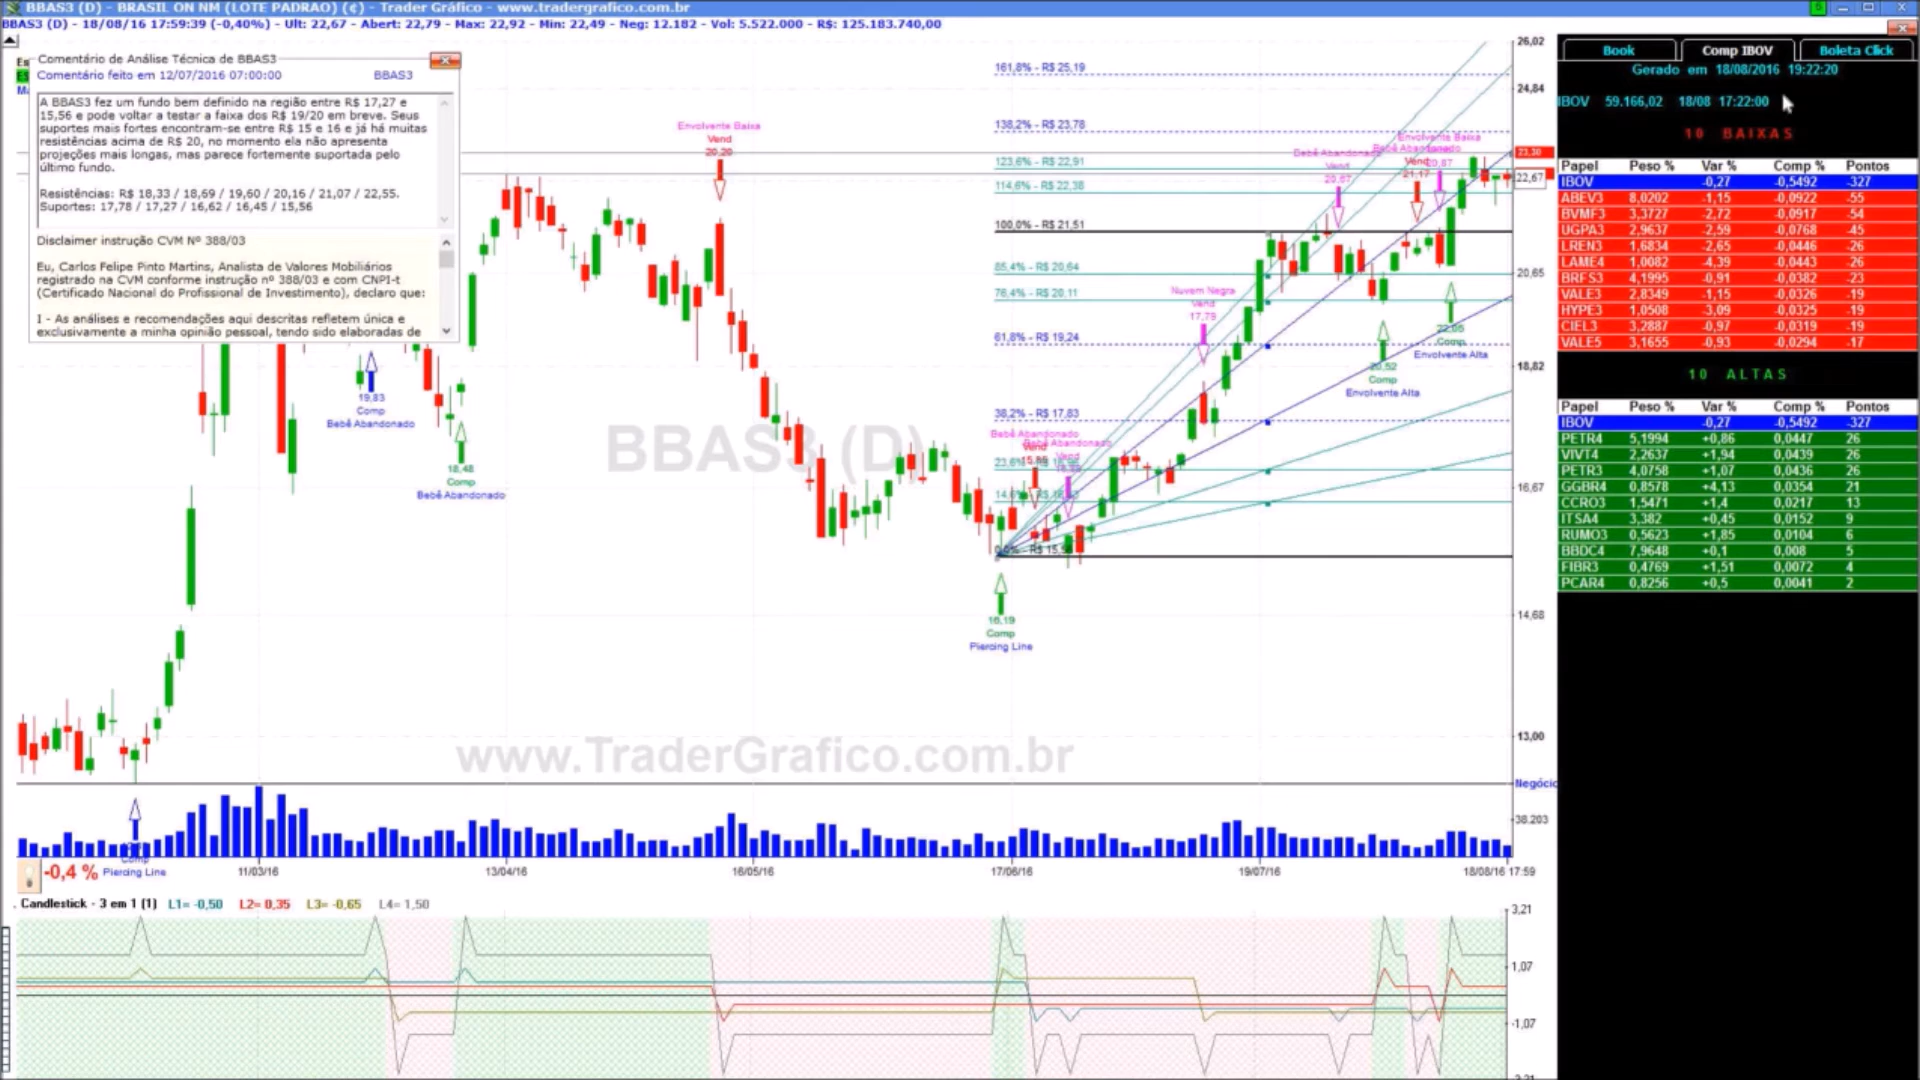 BBAS3 (D) - BRASIL ON NM (LOTE PADRAO) (¢) - Trader Gráfico - www.tradergrafico.com.br
BBAS3 (D) - 18/08/16 17:59:39 (-0,40%) - Ult: 22,67 - Abert: 22,79 - Max: 22,92 - Min: 22,49 - Neg: 12.182 - Vol: 5.522.000 - R$: 125.183.740,00
Comentário de Análise Técnica de BBAS3
Comentário feito em 12/07/2016 07:00:00 BBAS3
A BBAS3 fez um fundo bem definido na região entre R$ 17,27 e
15,56 e pode voltar a testar a faixa dos R$ 19/20 em breve. Seus
suportes mais fortes encontram-se entre R$ 15 e 16 e já há muitas
resistências acima de R$ 20, no momento ela não apresenta
projeções mais longas, mas parece fortemente suportada pelo
último fundo.
Resistências: R$ 18,33 / 18,69 / 19,60 / 20,16 / 21,07 / 22,55.
Suportes: 17,78 / 17,27 / 16,62 / 16,45 / 15,56
Disclaimer instrução CVM Nº 388/03
Eu, Carlos Felipe Pinto Martins, Analista de Valores Mobiliários
registrado na CVM conforme instrução nº 388/03 e com CNPI-t
(Certificado Nacional do Profissional de Investimento), declaro que:
I - As análises e recomendações aqui descritas refletem única e
exclusivamente a minha opinião pessoal, tendo sido elaboradas de
161,8% - R$ 25,19
138,2% - R$ 23,78
123,6% - R$ 22,91
114,6% - R$ 22,38
100,0% - R$ 21,51
85,4% - R$ 20,64
76,4% - R$ 20,11
61,8% - R$ 19,24
38,2% - R$ 17,83
Envolvente Baixa
Vend
20,20
Nuvem Negra
Vend
17,79
Envolvente Baixa
Vend
21,17
19,83
Comp
Bebê Abandonado
18,48
Comp
Bebê Abandonado
Bebê Abandonado
Vend
16,19
Comp
Piercing Line
20,52
Comp
Envolvente Alta
Comp
Envolvente Alta
BBAS3 (D)
www.TraderGrafico.com.br
26,02
24,84
23,30
22,67
20,65
18,82
16,67
14,68
13,00
Negócio
38.203
Comp
-0,4 % Piercing Line
11/03/16
13/04/16
16/05/16
17/06/16
19/07/16
18/08/16 17:59
Candlestick - 3 em 1 (1) L1= -0,50 L2= 0,35 L3= -0,65 L4= 1,50
3,21
1,07
-1,07
Book Comp IBOV Boleta Click
Gerado em 18/08/2016 19:22:20
IBOV 59.166,02 18/08 17:22:00
10 BAIXAS
Papel Peso % Var % Comp % Pontos
IBOV -0,27 -0,5492 -327
ABEV3 8,0202 -1,15 -0,0922 -55
BVMF3 3,3727 -2,72 -0,0917 -54
UGPA3 2,9637 -2,59 -0,0768 -45
LREN3 1,6834 -2,65 -0,0446 -26
LAME4 1,0082 -4,39 -0,0443 -26
BRFS3 4,1995 -0,91 -0,0382 -23
VALE3 2,8349 -1,15 -0,0326 -19
HYPE3 1,0508 -3,09 -0,0325 -19
CIEL3 3,2887 -0,97 -0,0319 -19
VALE5 3,1655 -0,93 -0,0294 -17
10 ALTAS
Papel Peso % Var % Comp % Pontos
IBOV -0,27 -0,5492 -327
PETR4 5,1994 +0,86 0,0447 26
VIVT4 2,2637 +1,94 0,0439 26
PETR3 4,0758 +1,07 0,0436 26
GGBR4 0,8578 +4,13 0,0354 21
CCRO3 1,5471 +1,4 0,0217 13
ITSA4 3,382 +0,45 0,0152 9
RUMO3 0,5623 +1,85 0,0104 6
BBDC4 7,9648 +0,1 0,008 5
FIBR3 0,4769 +1,51 0,0072 4
PCAR4 0,8256 +0,5 0,0041 2